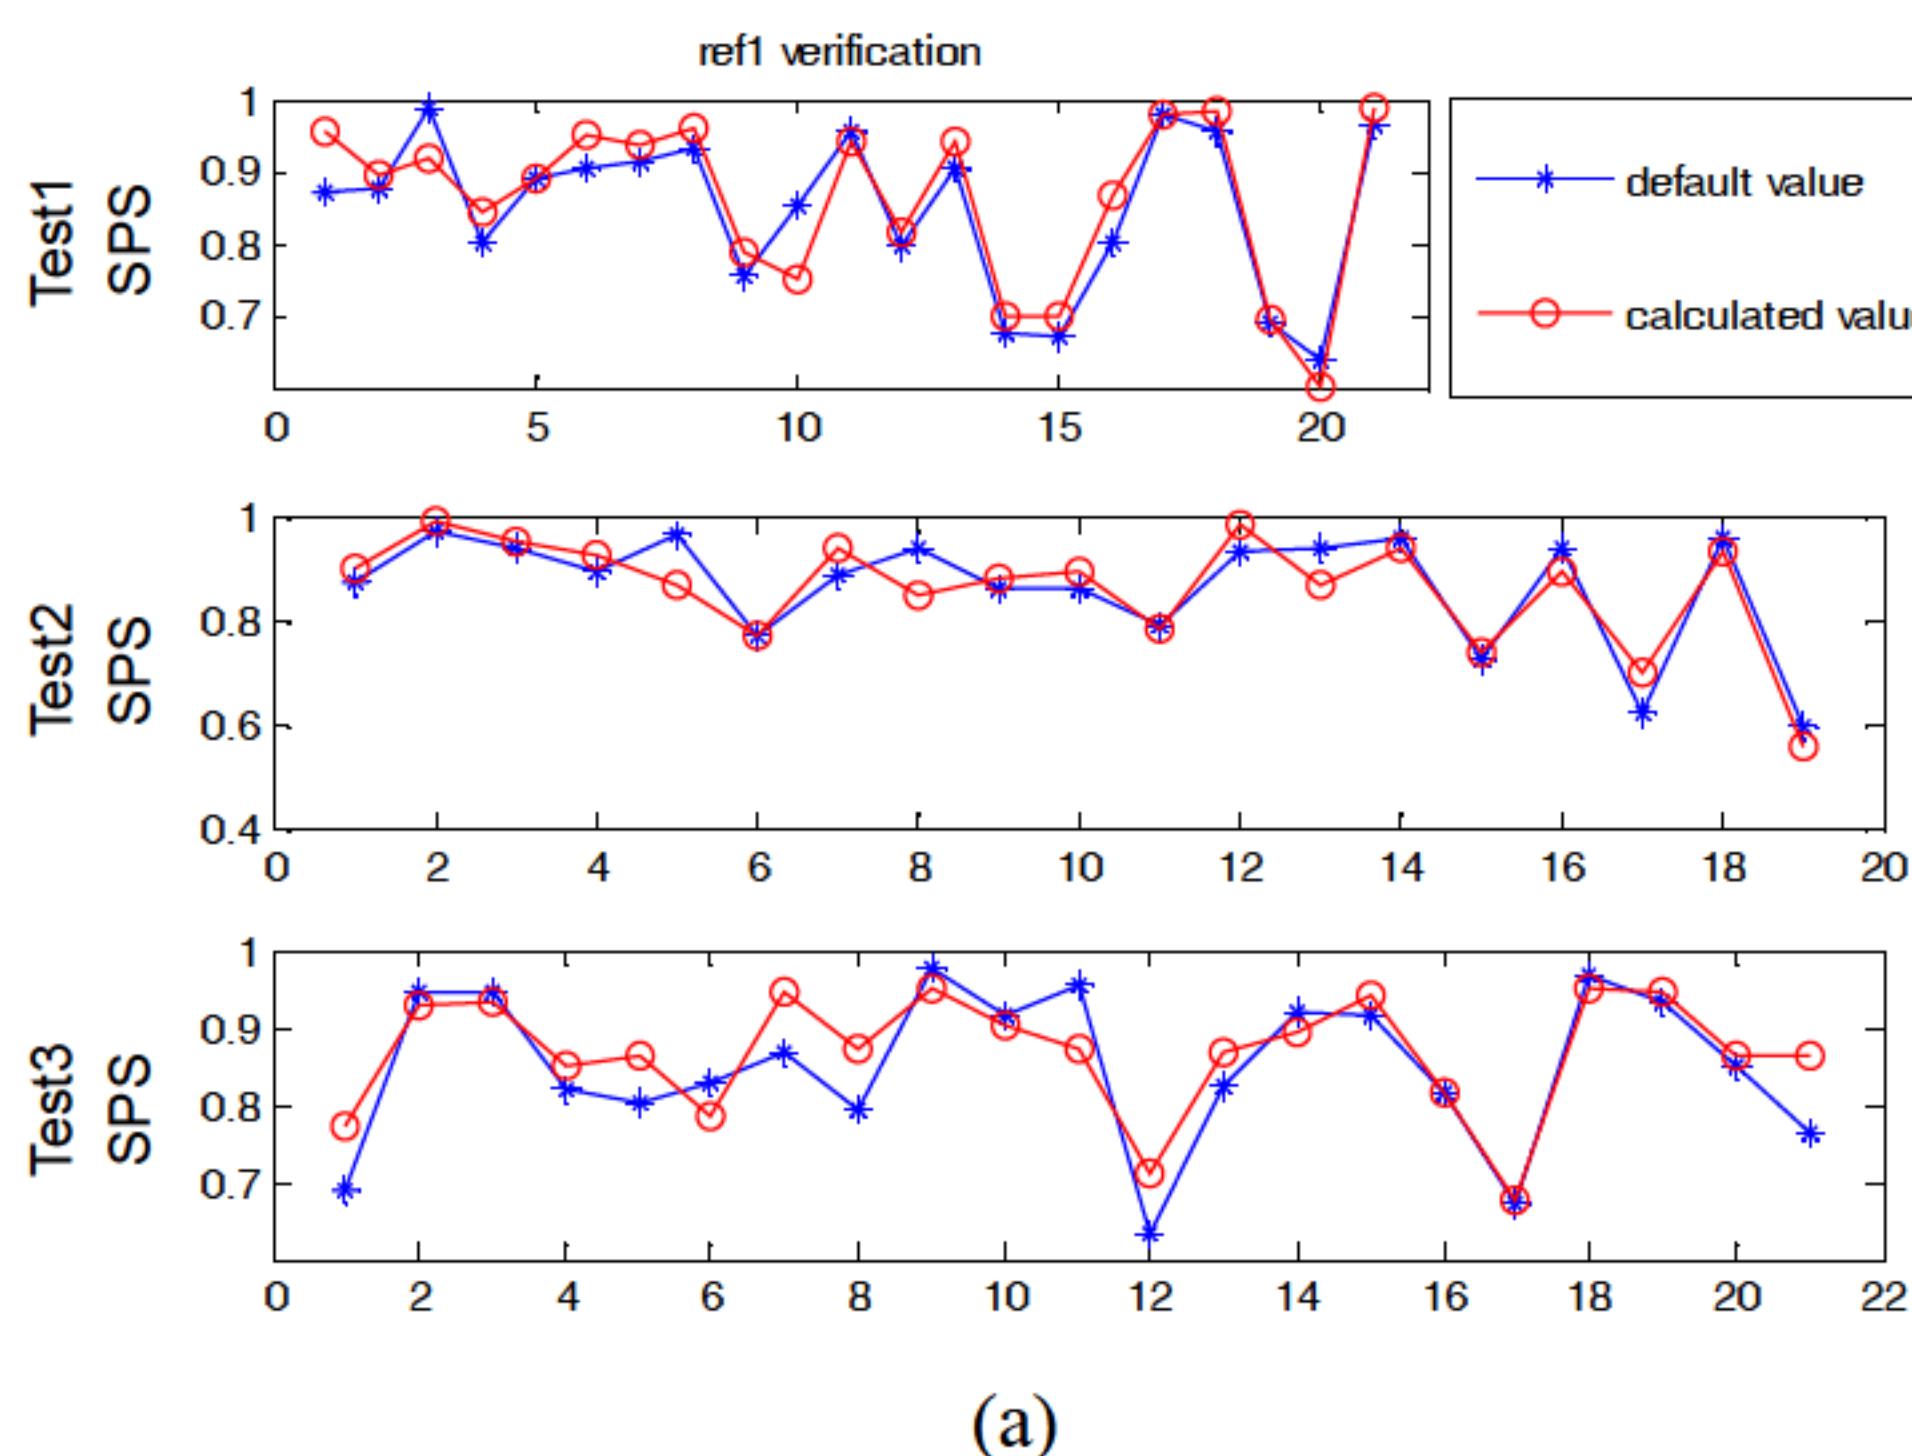 ref1 verification
Test1
SPS
1
0.9
0.8
0.7
0 5 10 15 20
default value
calculated valu
Test2
SPS
1
0.8
0.6
0.4
0 2 4 6 8 10 12 14 16 18 20
Test3
SPS
1
0.9
0.8
0.7
0 2 4 6 8 10 12 14 16 18 20 22
(a)